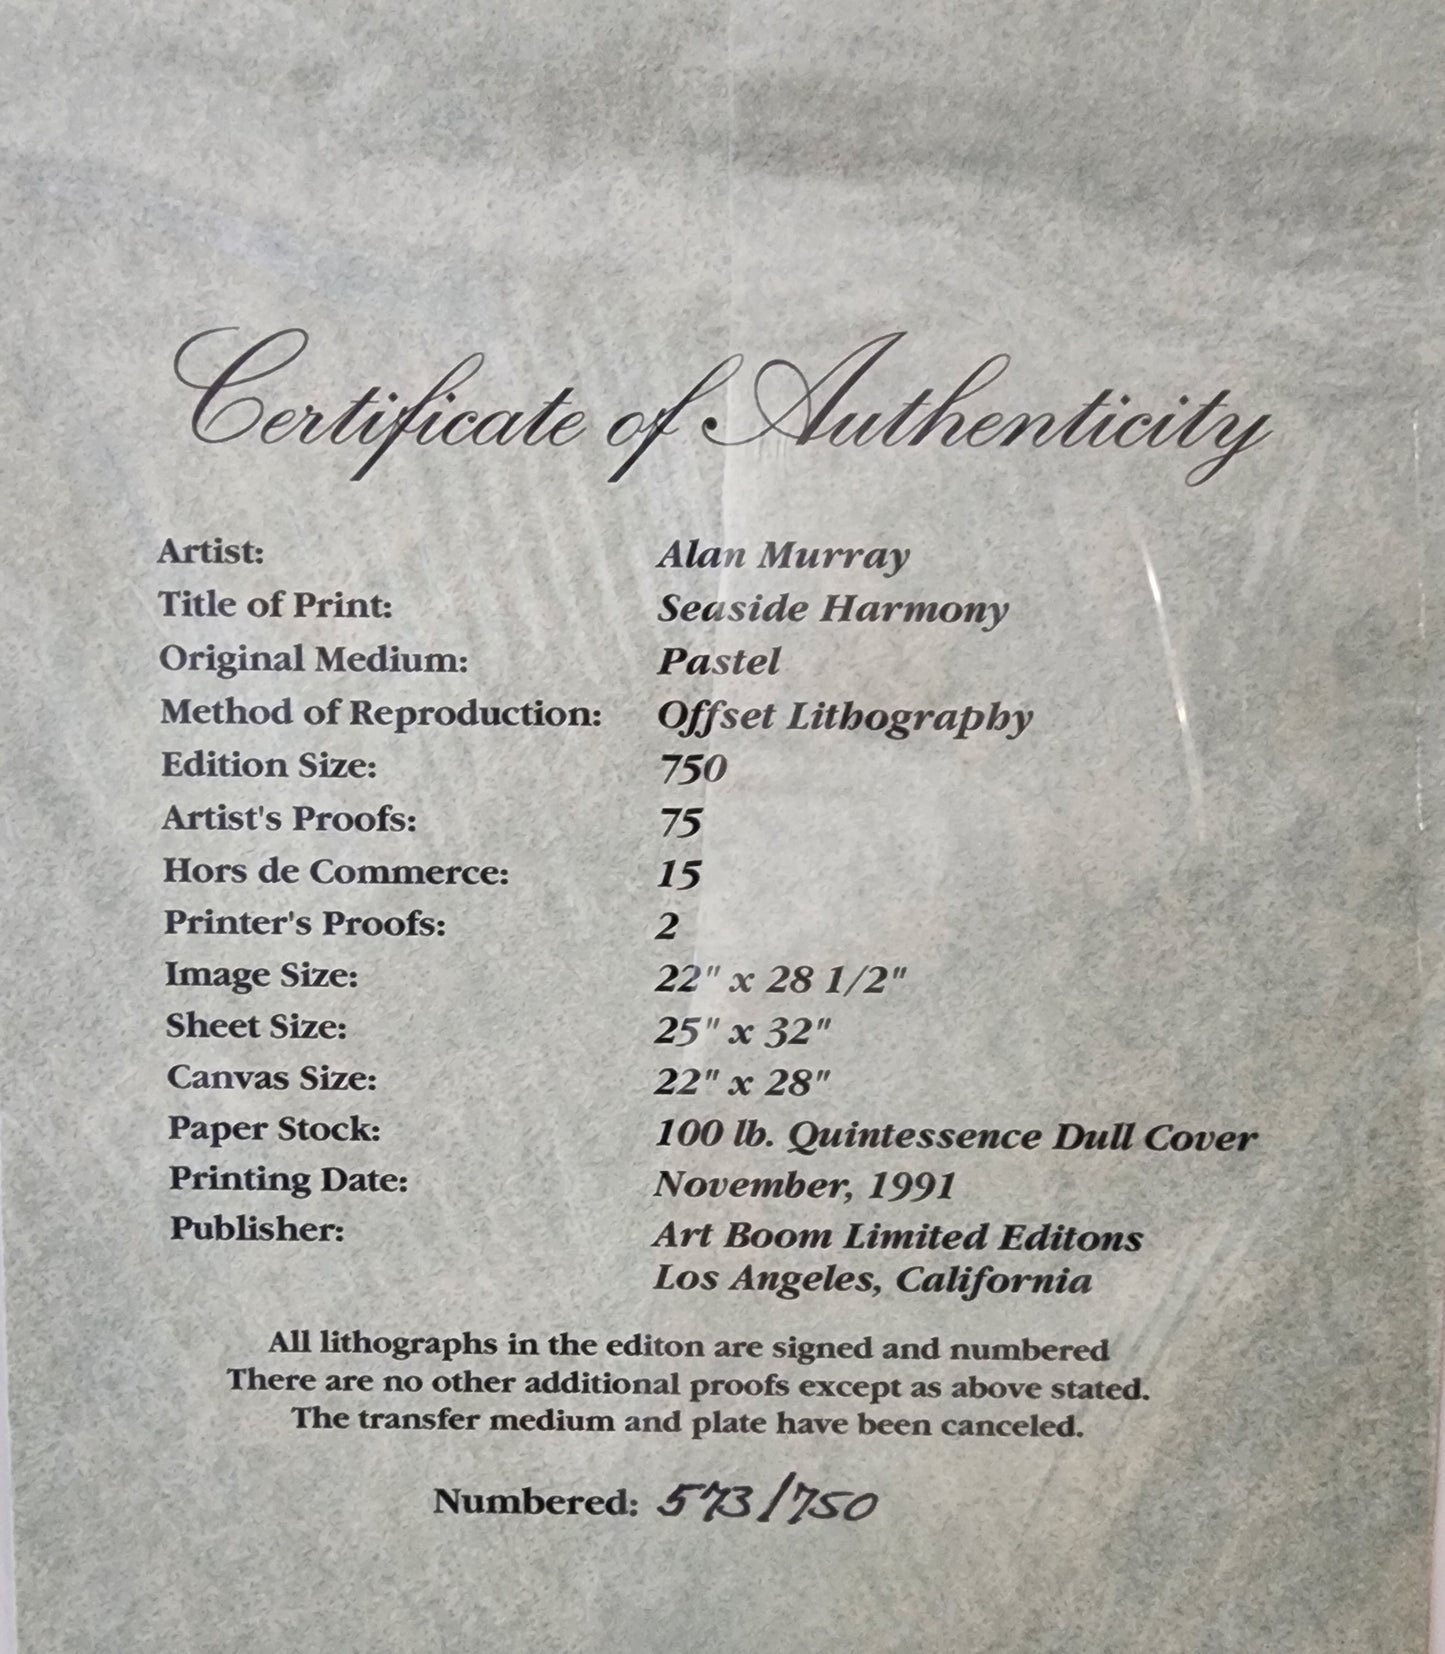 Certificate of Authenticity
Artist: Alan Murray
Title of Print: Seaside Harmony
Original Medium: Pastel
Method of Reproduction: Offset Lithography
Edition Size: 750
Artist's Proofs: 75
Hors de Commerce: 15
Printer's Proofs: 2
Image Size: 22" x 28 1/2"
Sheet Size: 25" x 32"
Canvas Size: 22" x 28"
Paper Stock: 100 lb. Quintessence Dull Cover
Printing Date: November, 1991
Publisher: Art Boom Limited Editons
Los Angeles, California
All lithographs in the editon are signed and numbered
There are no other additional proofs except as above stated.
The transfer medium and plate have been canceled.
Numbered: 573/750